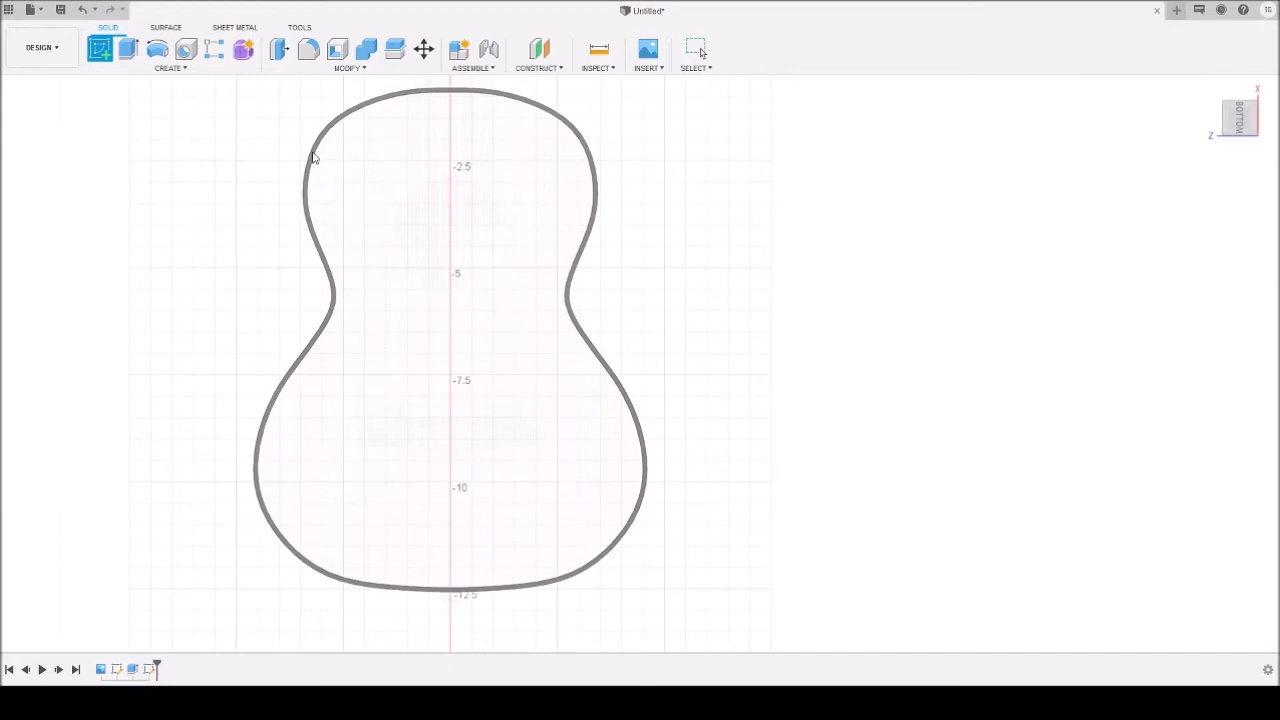 Untitled*
TG
DESIGN
SOLID
SURFACE
SHEET METAL
TOOLS
CREATE
MODIFY
ASSEMBLE
CONSTRUCT
INSPECT
INSERT
SELECT
X
BOTTOM
Z
-2.5
-5
-7.5
-10
-12.5